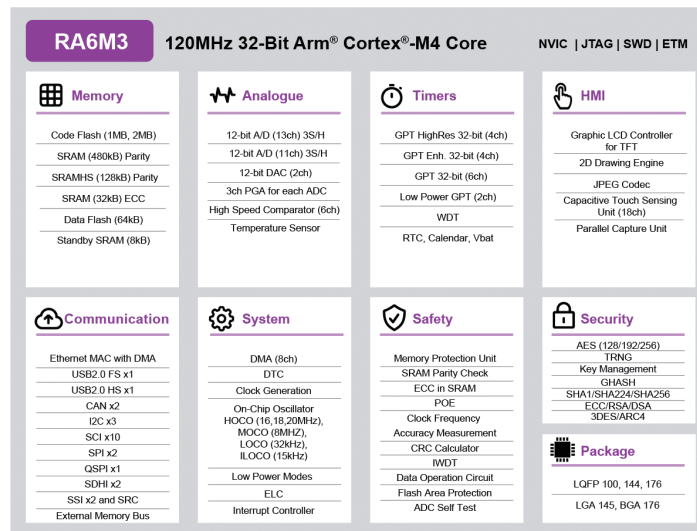 RA6M3
120MHz 32-Bit Arm® Cortex®-M4 Core
NVIC | JTAG | SWD | ETM
Memory
Code Flash (1MB, 2MB)
SRAM (480kB) Parity
SRAMHS (128kB) Parity
SRAM (32kB) ECC
Data Flash (64kB)
Standby SRAM (8kB)
Analogue
12-bit A/D (13ch) 3S/H
12-bit A/D (11ch) 3S/H
12-bit DAC (2ch)
3ch PGA for each ADC
High Speed Comparator (6ch)
Temperature Sensor
Timers
GPT HighRes 32-bit (4ch)
GPT Enh. 32-bit (4ch)
GPT 32-bit (6ch)
Low Power GPT (2ch)
WDT
RTC, Calendar, Vbat
HMI
Graphic LCD Controller
for TFT
2D Drawing Engine
JPEG Codec
Capacitive Touch Sensing
Unit (18ch)
Parallel Capture Unit
Communication
Ethernet MAC with DMA
USB2.0 FS x1
USB2.0 HS x1
CAN x2
I2C x3
SCI x10
SPI x2
QSPI x1
SDHI x2
SSI x2 and SRC
External Memory Bus
System
DMA (8ch)
DTC
Clock Generation
On-Chip Oscillator
HOCO (16,18,20MHz),
MOCO (8MHZ),
LOCO (32kHz),
ILOCO (15kHz)
Low Power Modes
ELC
Interrupt Controller
Safety
Memory Protection Unit
SRAM Parity Check
ECC in SRAM
POE
Clock Frequency
Accuracy Measurement
CRC Calculator
IWDT
Data Operation Circuit
Flash Area Protection
ADC Self Test
Security
AES (128/192/256)
TRNG
Key Management
GHASH
SHA1/SHA224/SHA256
ECC/RSA/DSA
3DES/ARC4
Package
LQFP 100, 144, 176
LGA 145, BGA 176